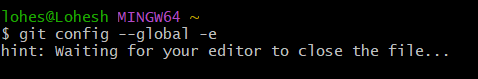 lohes@Lohesh MINGW64 ~
$ git config --global -e
hint: Waiting for your editor to close the file...